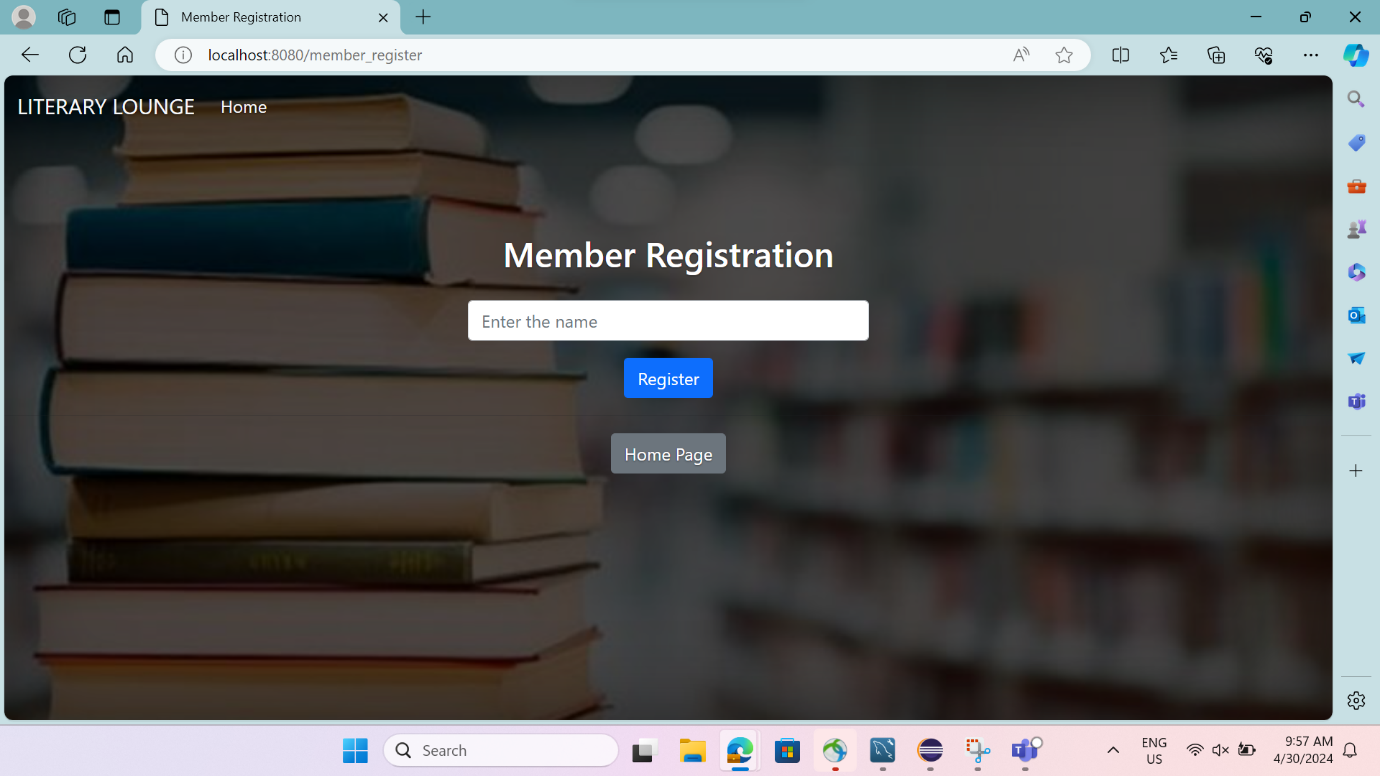 Member Registration
localhost:8080/member_register
LITERARY LOUNGE Home
Member Registration
Enter the name
Register
Home Page
Search
ENG
US
9:57 AM
4/30/2024